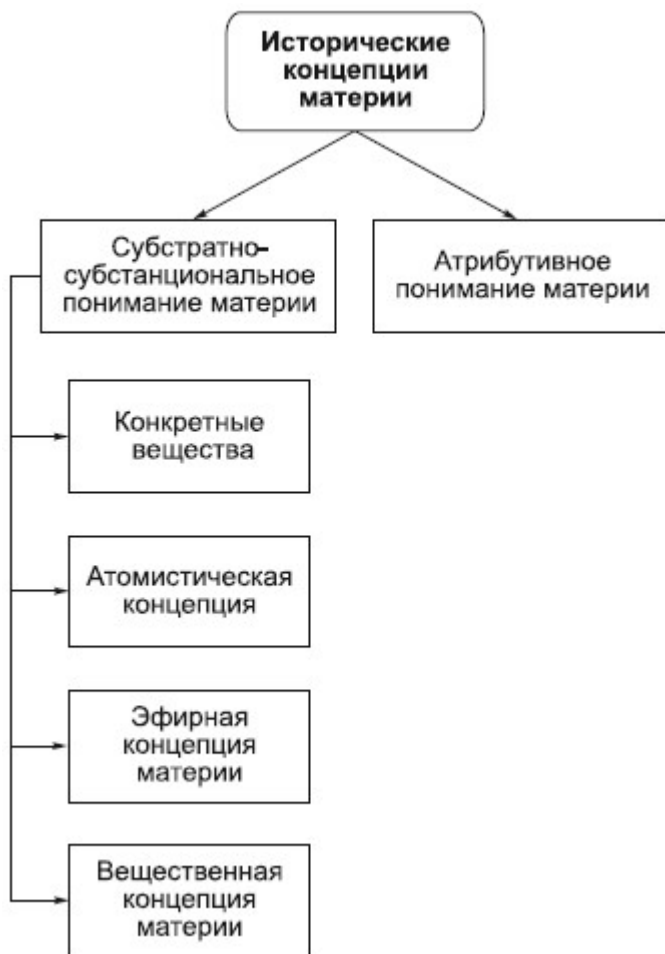 Исторические
концепции
материи
Субстратно–
субстанциональное
понимание материи
Атрибутивное
понимание материи
Конкретные
вещества
Атомистическая
концепция
Эфирная
концепция
материи
Вещественная
концепция
материи